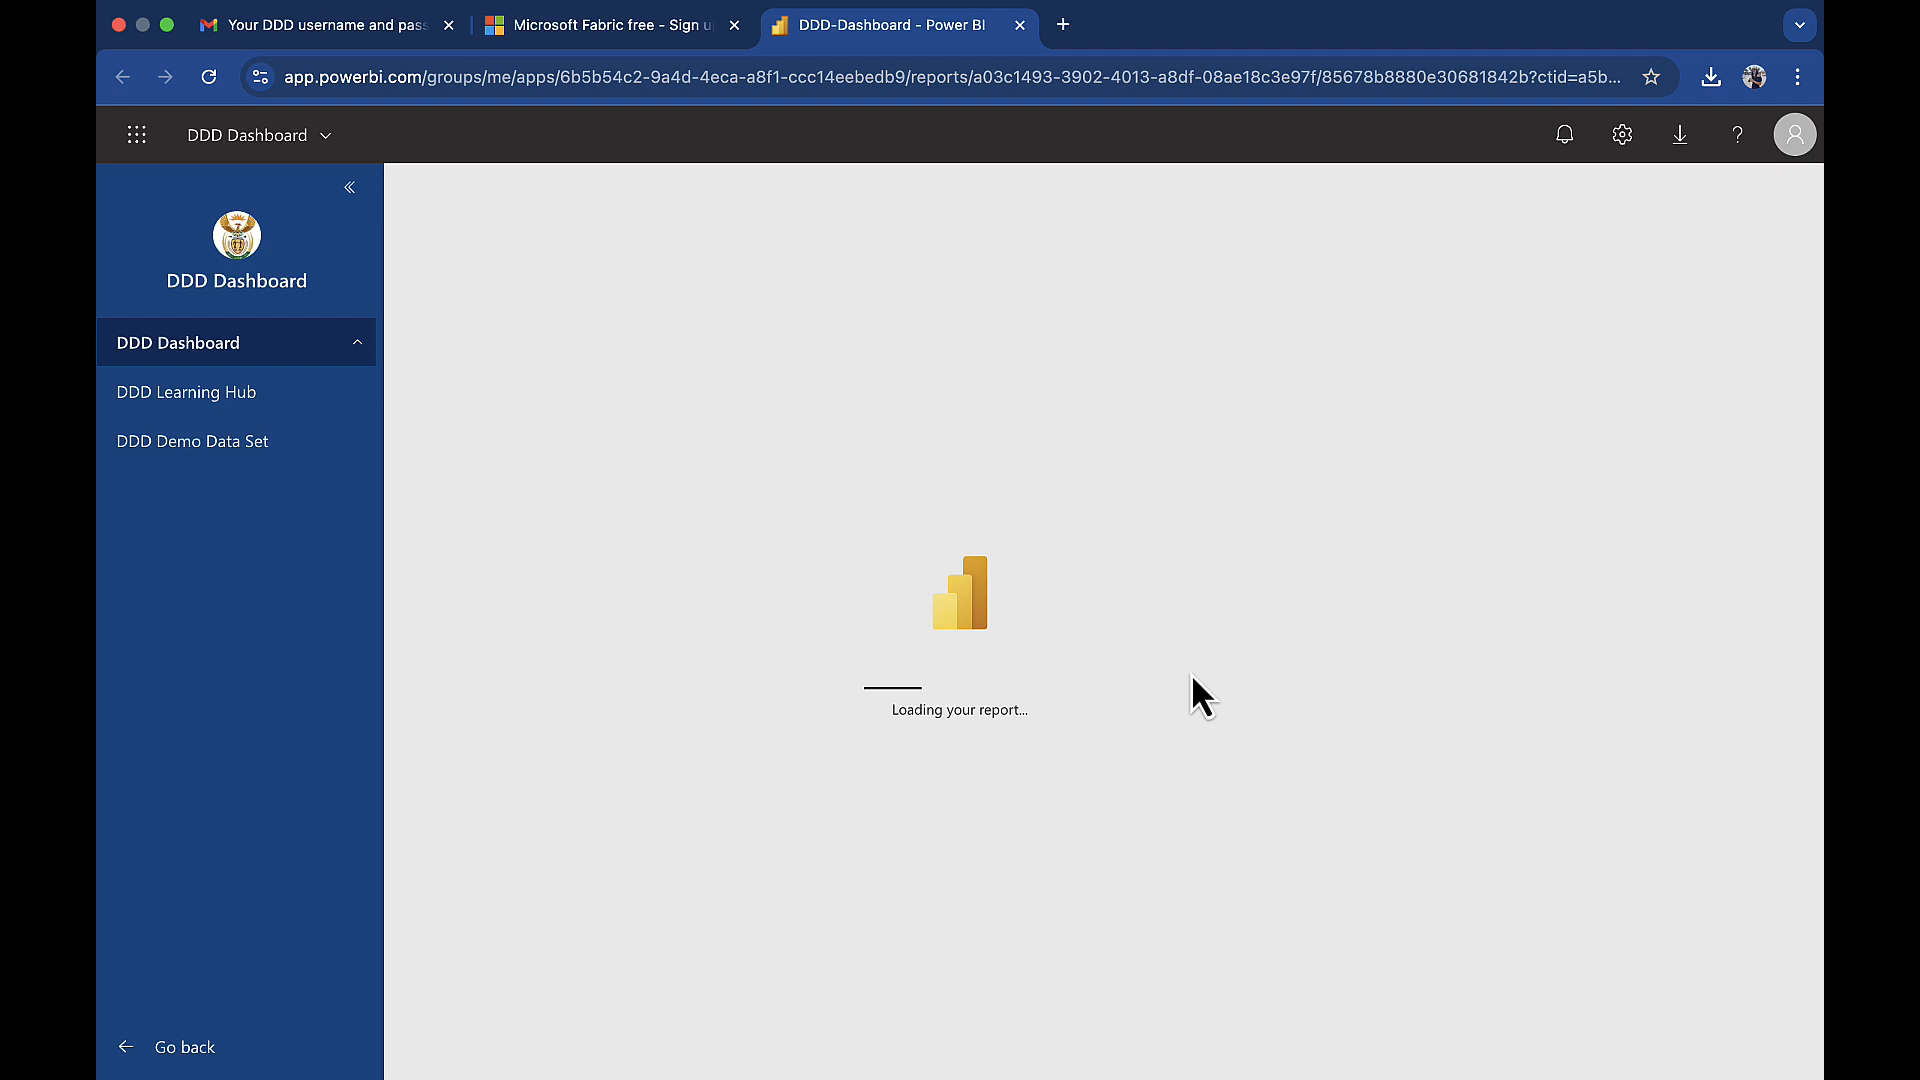 Your DDD username and pass
Microsoft Fabric free - Sign u
DDD-Dashboard - Power BI
app.powerbi.com/groups/me/apps/6b5b54c2-9a4d-4eca-a8f1-ccc14eebedb9/reports/a03c1493-3902-4013-a8df-08ae18c3e97f/85678b8880e30681842b?ctid=a5b...
DDD Dashboard
DDD Dashboard
DDD Dashboard
DDD Learning Hub
DDD Demo Data Set
Loading your report...
Go back